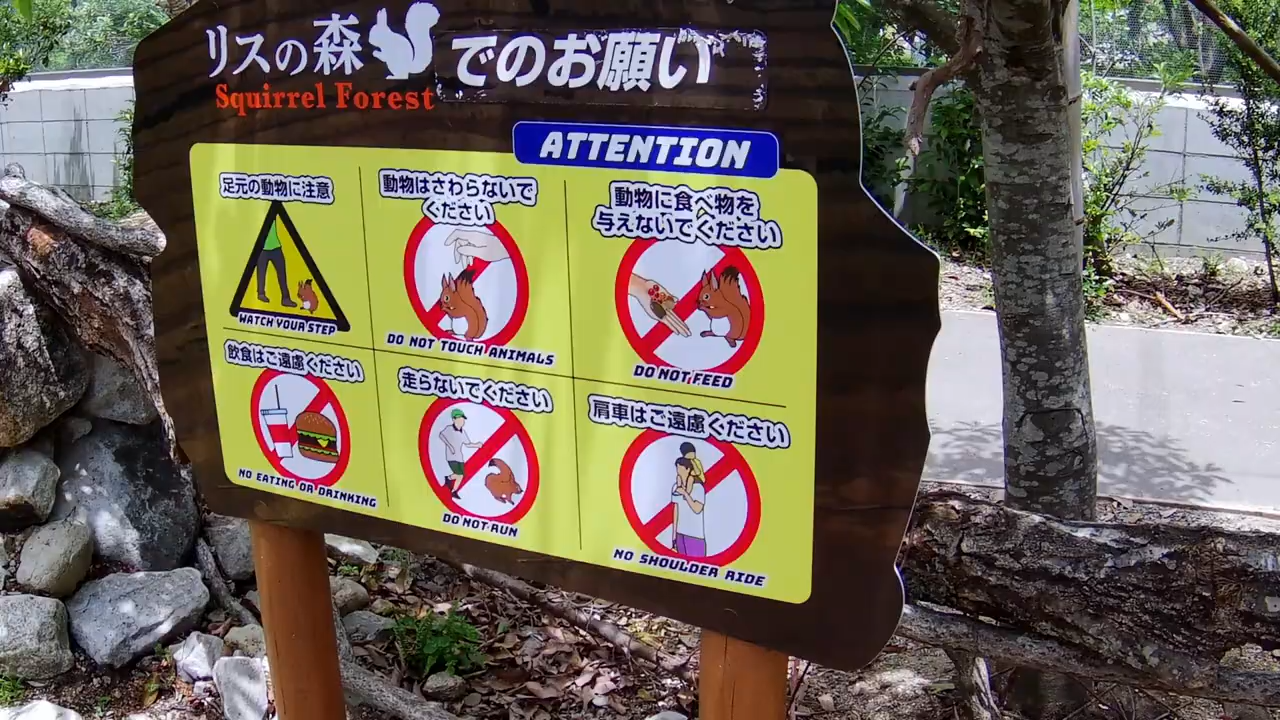 リスの森 でのお願い
Squirrel Forest
ATTENTION
足元の動物に注意
WATCH YOUR STEP
動物はさわらないで
ください
DO NOT TOUCH ANIMALS
動物に食べ物を
与えないでください
DO NOT FEED
飲食はご遠慮ください
NO EATING OR DRINKING
走らないでください
DO NOT RUN
肩車はご遠慮ください
NO SHOULDER RIDE